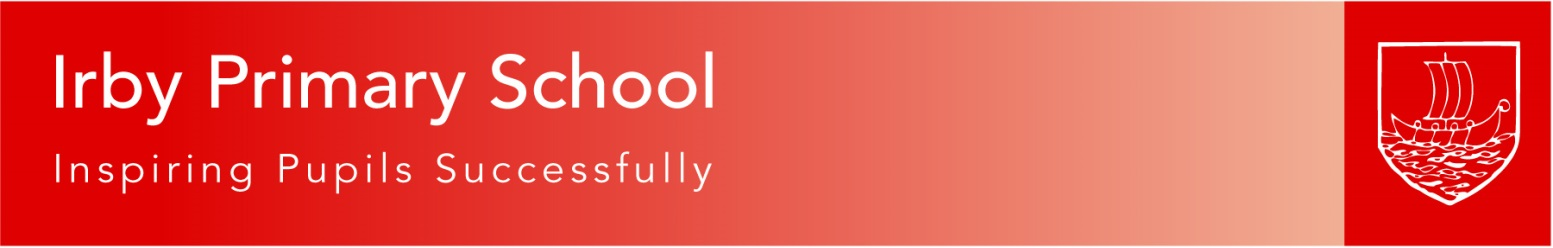 Irby Primary School
Inspiring Pupils Successfully